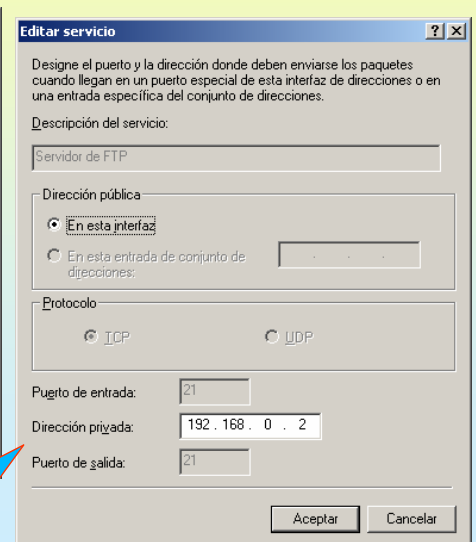 Editar servicio
Designe el puerto y la dirección donde deben enviarse los paquetes
cuando llegan en un puerto especial de esta interfaz de direcciones o en
una entrada específica del conjunto de direcciones.
Descripción del servicio:
Servidor de FTP
Dirección pública
En esta interfaz
En esta entrada de conjunto de
direcciones:
. . .
Protocolo
TCP
UDP
Puerto de entrada:
21
Dirección privada:
192 . 168 . 0 . 2
Puerto de salida:
21
Aceptar
Cancelar